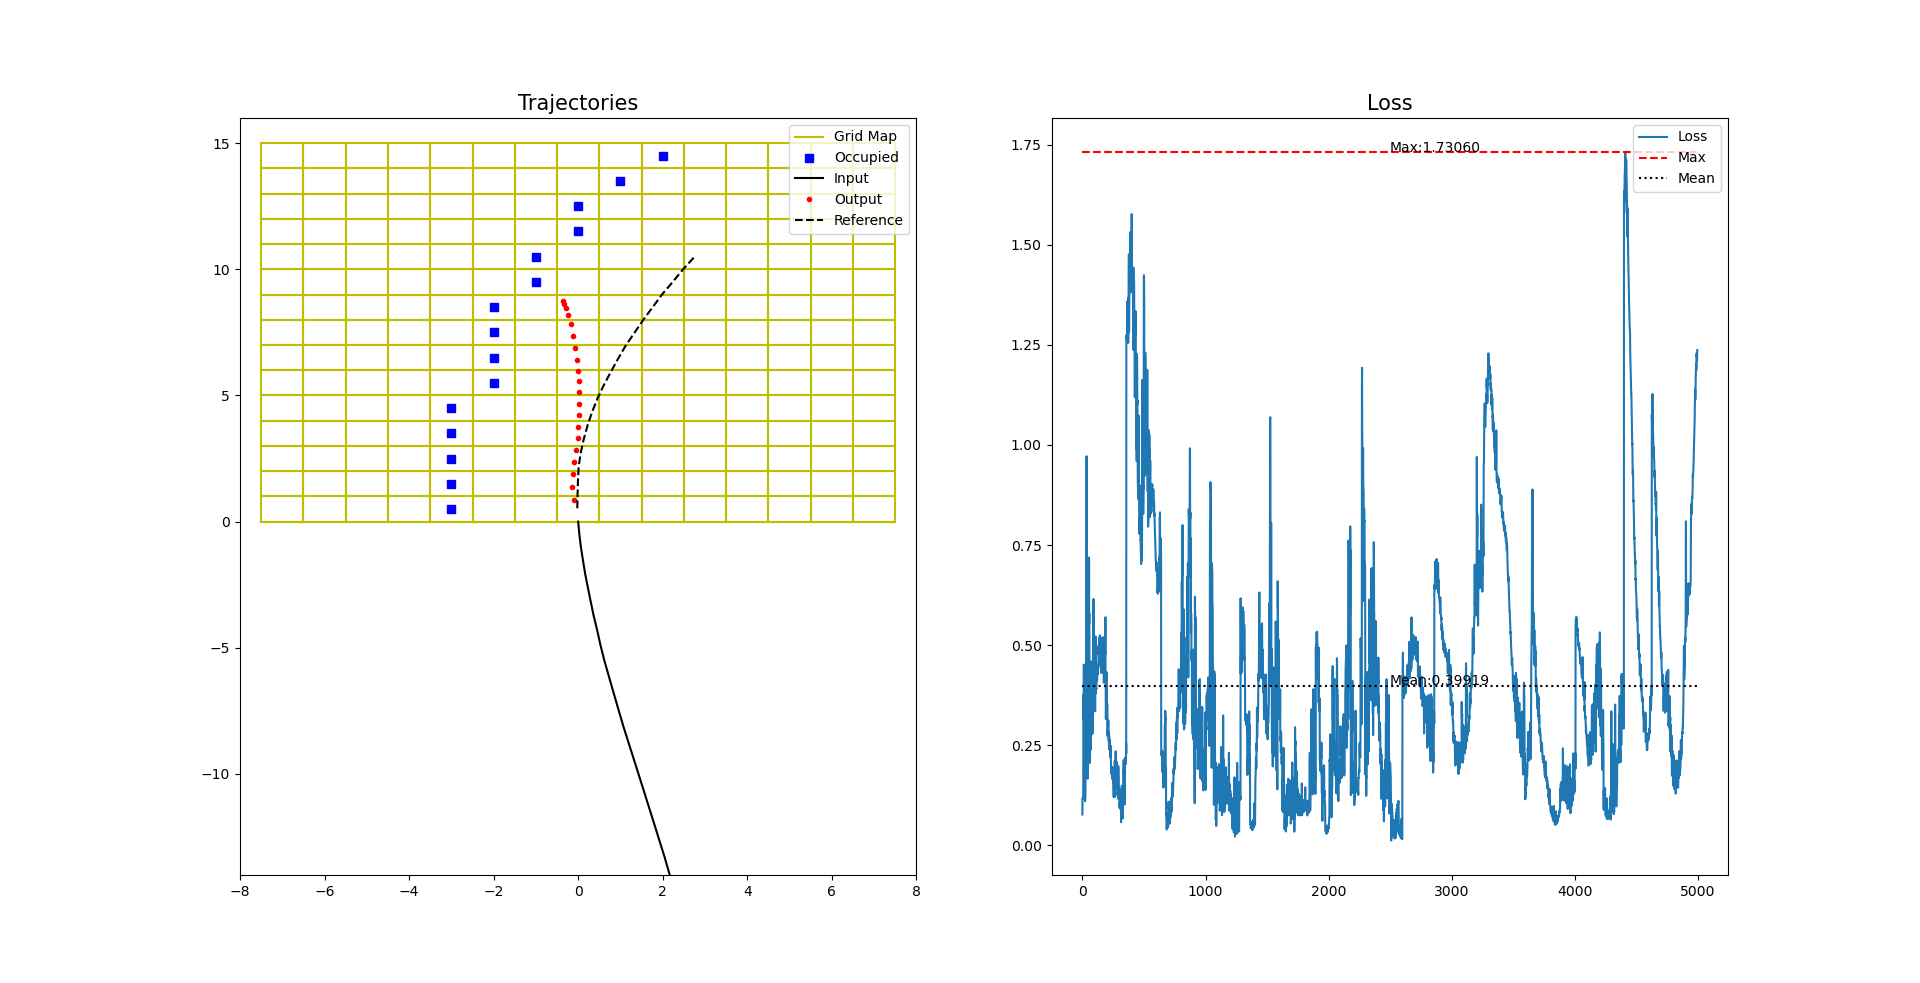 Trajectories
15
10
5
0
−5
−10
−8
−6
−4
−2
0
2
4
6
8
Grid Map
Occupied
Input
Output
Reference
Loss
1.75
1.50
1.25
1.00
0.75
0.50
0.25
0.00
0
1000
2000
3000
4000
5000
Max:1.73060
Mean:0.39919
Loss
Max
Mean